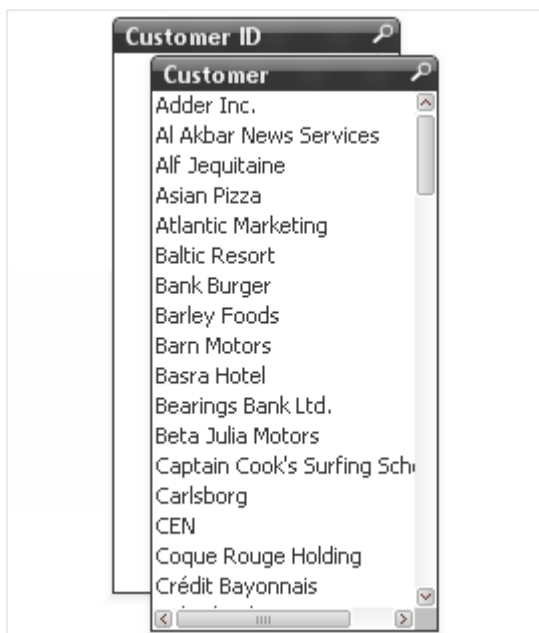 Customer ID
Customer
Adder Inc.
Al Akbar News Services
Alf Jequitaine
Asian Pizza
Atlantic Marketing
Baltic Resort
Bank Burger
Barley Foods
Barn Motors
Basra Hotel
Bearings Bank Ltd.
Beta Julia Motors
Captain Cook's Surfing Sch
Carlsborg
CEN
Coque Rouge Holding
Crédit Bayonnais